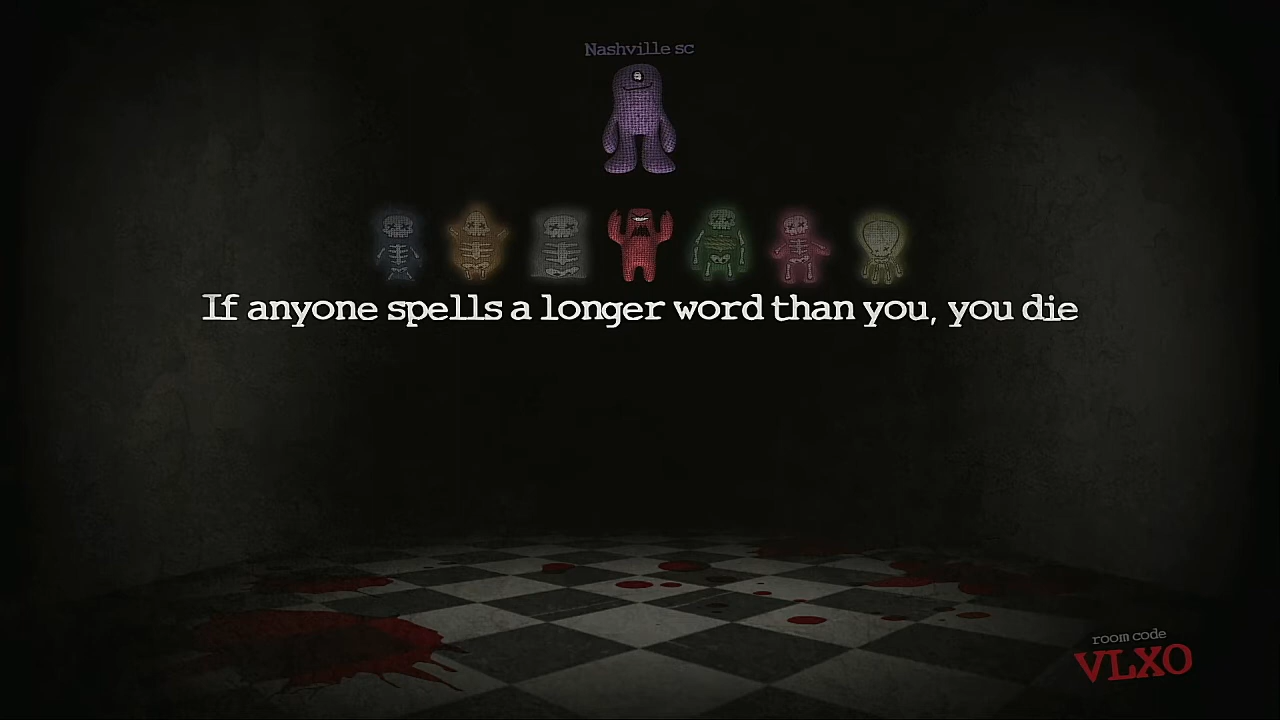 Nashville sc
If anyone spells a longer word than you, you die
room code
VLXO